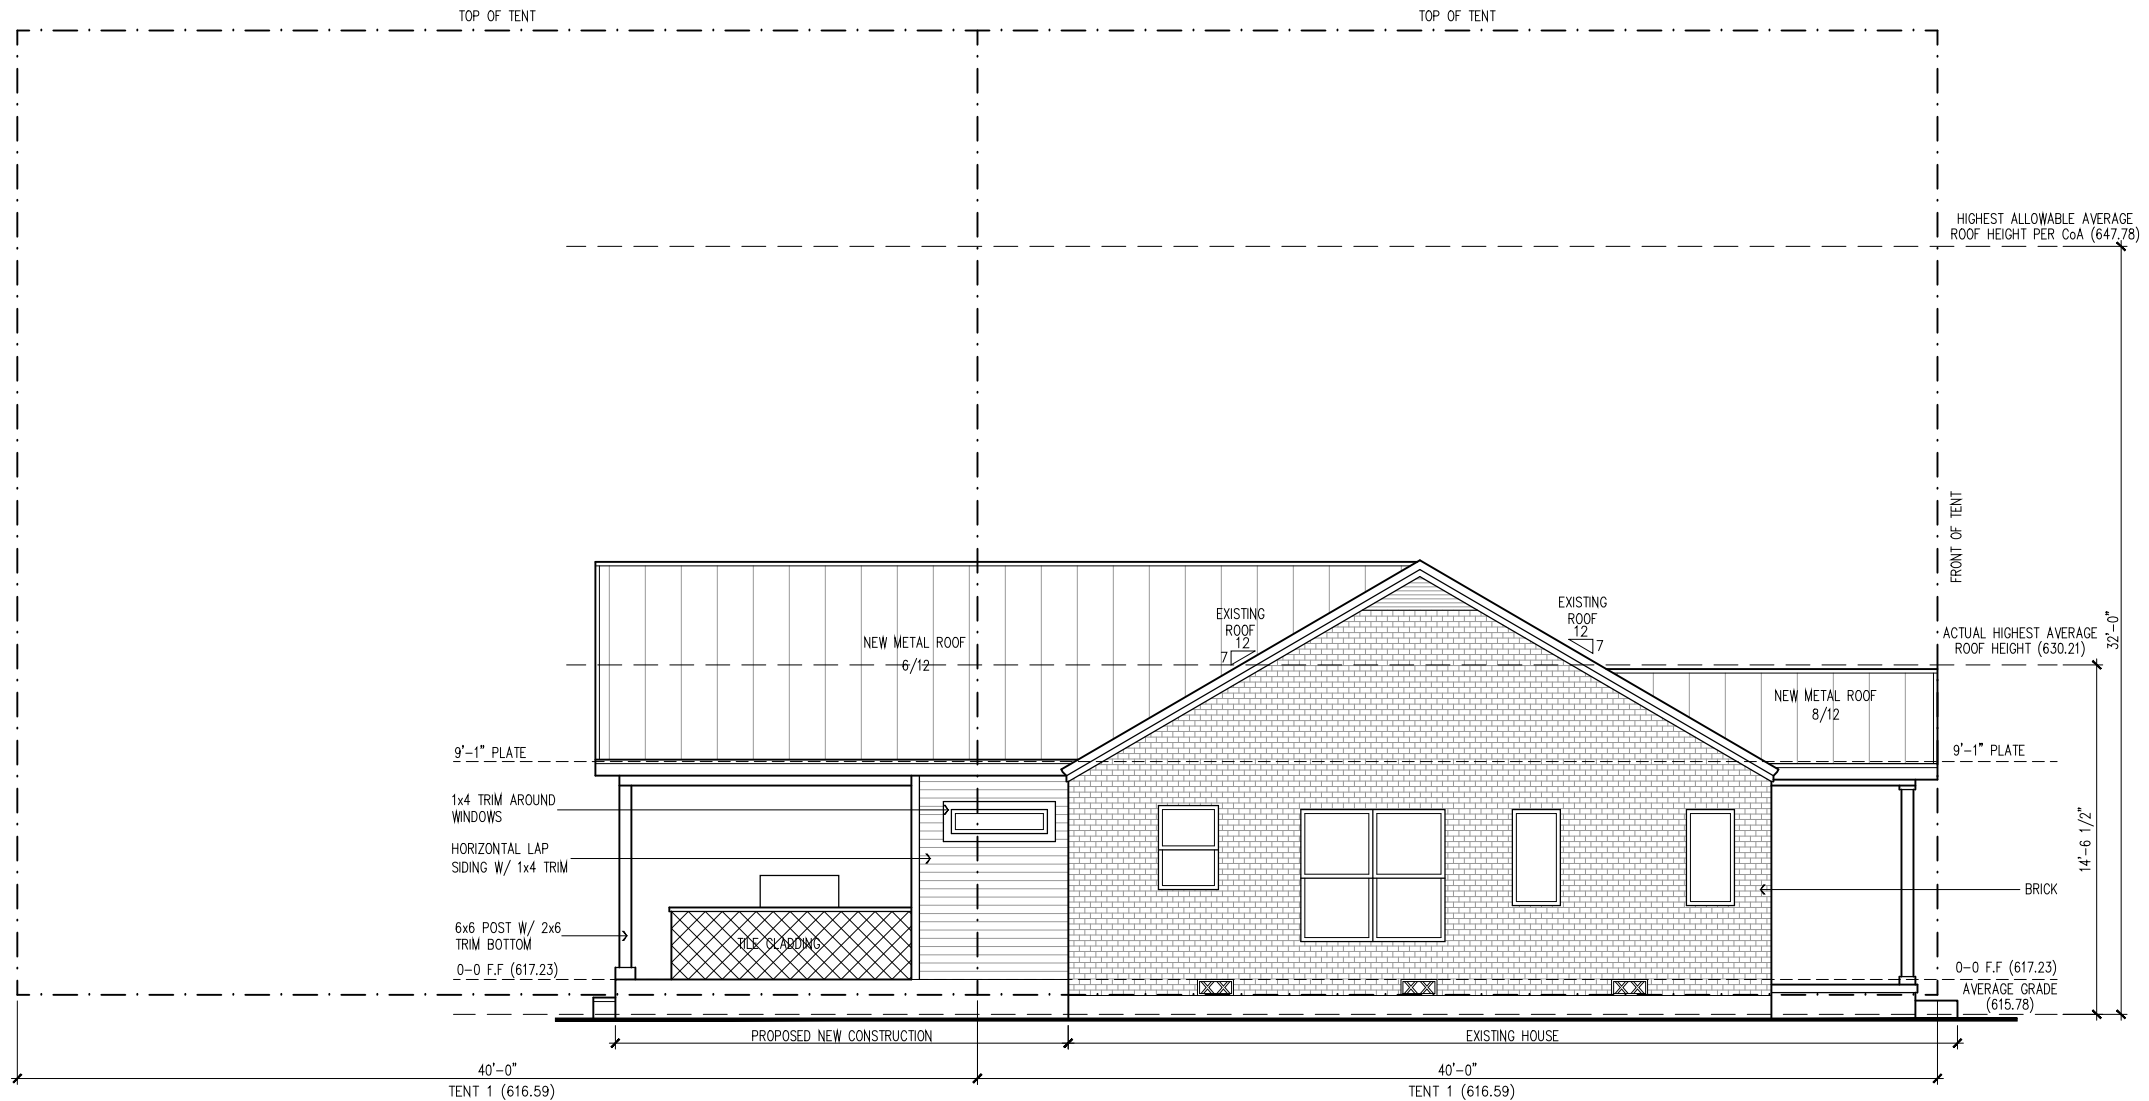 TOP OF TENT
TOP OF TENT
HIGHEST ALLOWABLE AVERAGE
ROOF HEIGHT PER CoA (647.78)
FRONT OF TENT
32'-0"
EXISTING
ROOF
12
7
EXISTING
ROOF
12
7
NEW METAL ROOF
6/12
ACTUAL HIGHEST AVERAGE
ROOF HEIGHT (630.21)
NEW METAL ROOF
8/12
9'-1" PLATE
9'-1" PLATE
1x4 TRIM AROUND
WINDOWS
HORIZONTAL LAP
SIDING W/ 1x4 TRIM
14'-6 1/2"
BRICK
6x6 POST W/ 2x6
TRIM BOTTOM
TILE CLADDING
0-0 F.F (617.23)
0-0 F.F (617.23)
AVERAGE GRADE
(615.78)
PROPOSED NEW CONSTRUCTION
EXISTING HOUSE
40'-0"
TENT 1 (616.59)
40'-0"
TENT 1 (616.59)